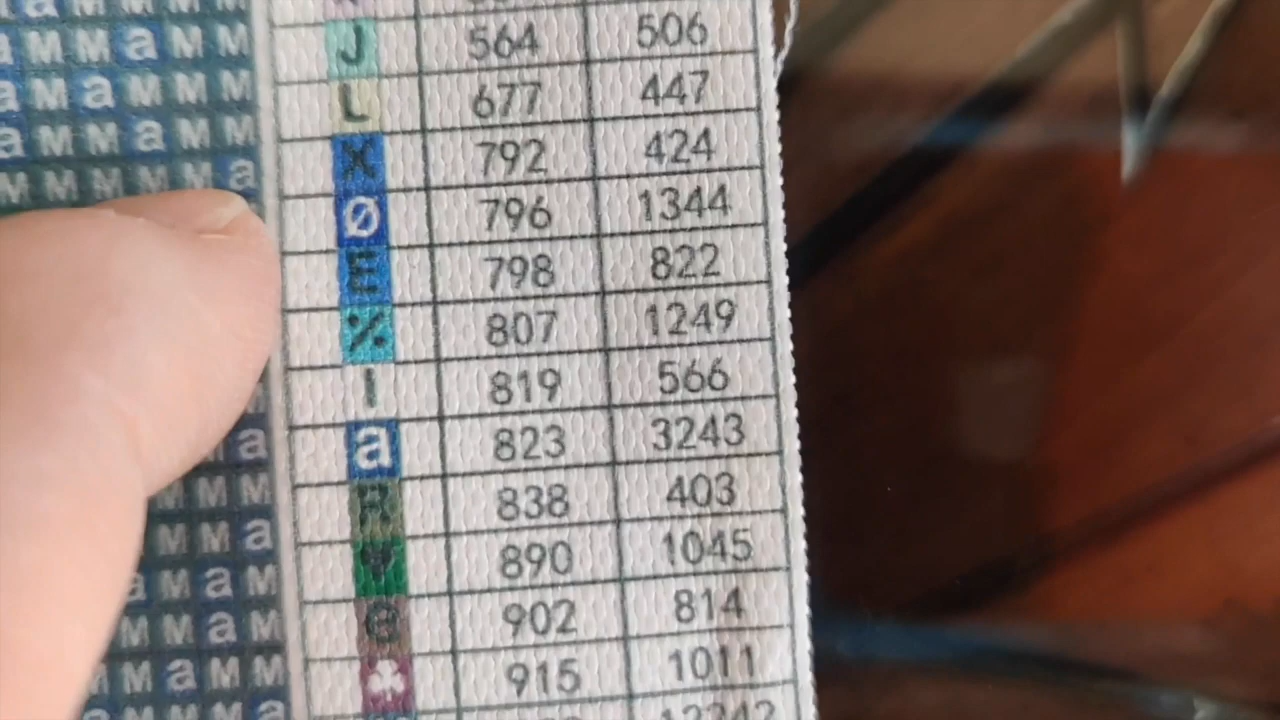 J 564 506
L 677 447
X 792 424
Ø 796 1344
E 798 822
% 807 1249
I 819 566
a 823 3243
R 838 403
♥ 890 1045
@ 902 814
♣ 915 1011
12342
a M M a M M
a M a M M M
a M M a M M
M M M M M a
a
M M M
M M a
a M a M
M M a M
M a M M
a